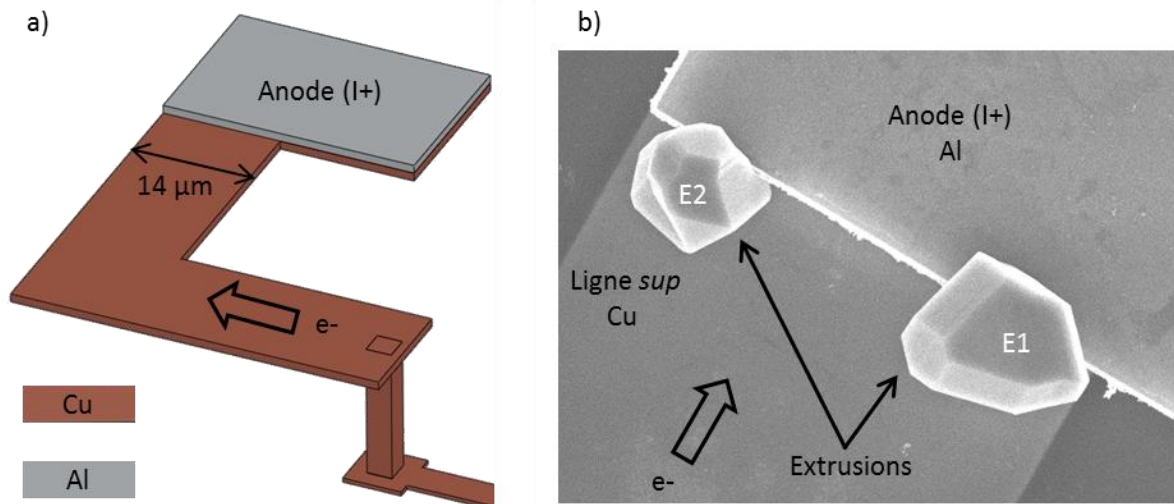 a)
Anode (I+)
14 µm
e-
Cu
Al
b)
Anode (I+)
Al
E2
Ligne sup
Cu
E1
e-
Extrusions